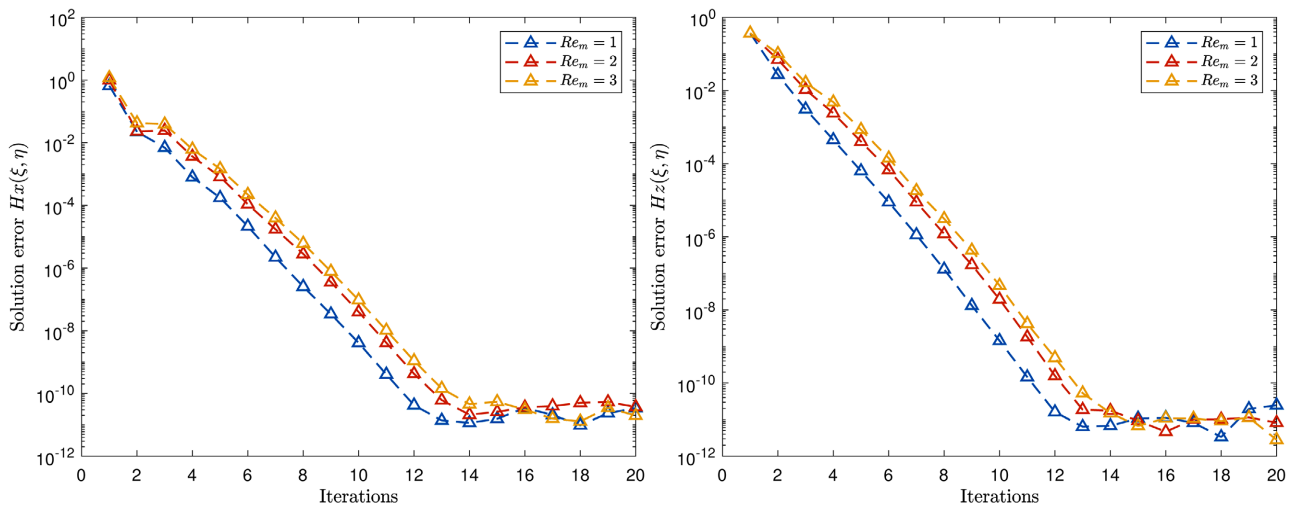 10^2
10^0
10^-2
10^-4
10^-6
10^-8
10^-10
10^-12
Solution error Hx(ξ, η)
Re_m = 1
Re_m = 2
Re_m = 3
0 2 4 6 8 10 12 14 16 18 20
Iterations
10^0
10^-2
10^-4
10^-6
10^-8
10^-10
10^-12
Solution error Hz(ξ, η)
Re_m = 1
Re_m = 2
Re_m = 3
0 2 4 6 8 10 12 14 16 18 20
Iterations